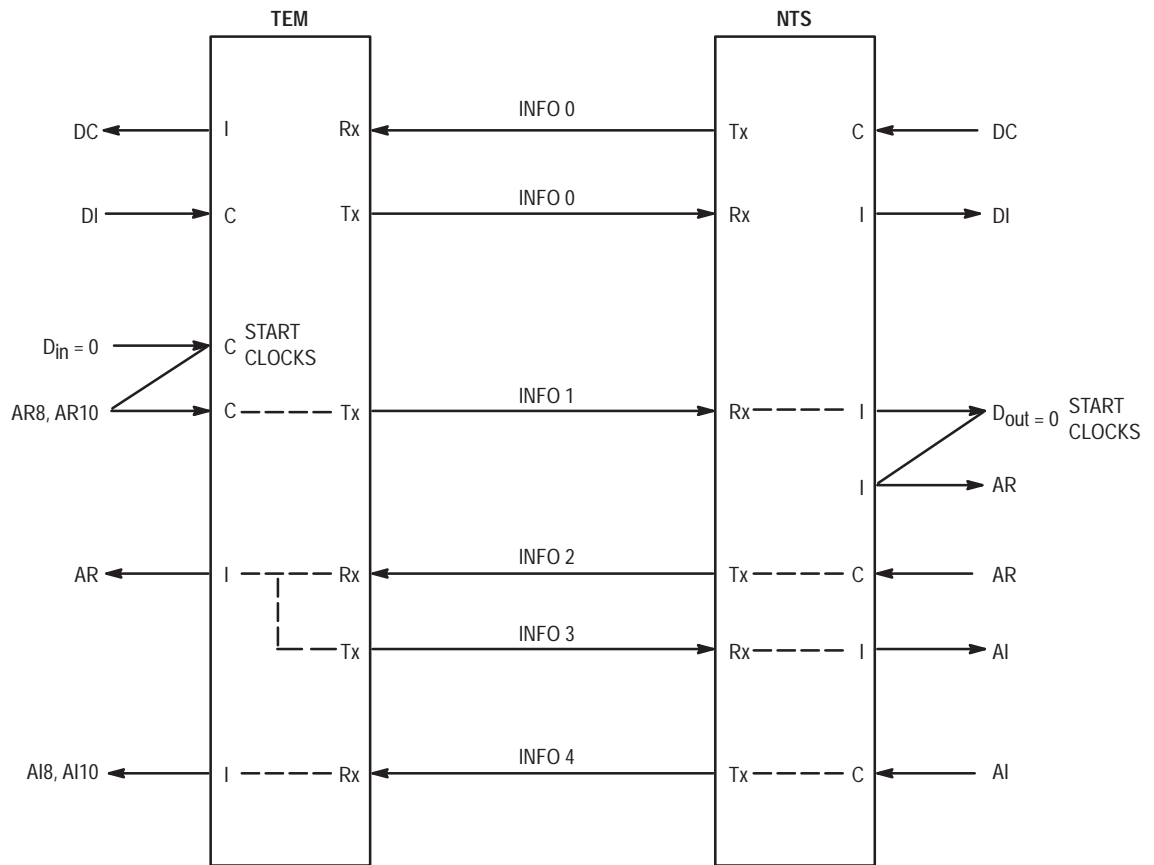 TEM NTS
DC I Rx INFO 0 Tx C DC
DI C Tx INFO 0 Rx I DI
Din = 0 C START
CLOCKS
AR8, AR10 C Tx INFO 1 Rx I Dout = 0 START
CLOCKS
I AR
AR I Rx INFO 2 Tx C AR
Tx INFO 3 Rx I AI
AI8, AI10 I Rx INFO 4 Tx C AI